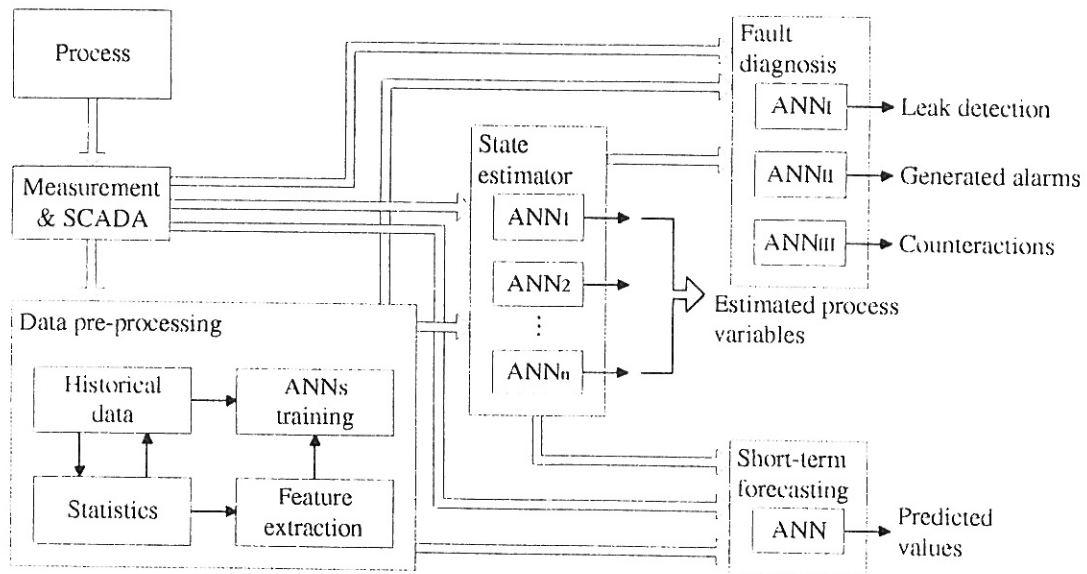 Process
Measurement
& SCADA
Data pre-processing
Historical
data
ANNs
training
Statistics
Feature
extraction
State
estimator
ANN1
ANN2
⋮
ANNn
Estimated process
variables
Fault
diagnosis
ANNI
Leak detection
ANNII
Generated alarms
ANNIII
Counteractions
Short-term
forecasting
ANN
Predicted
values